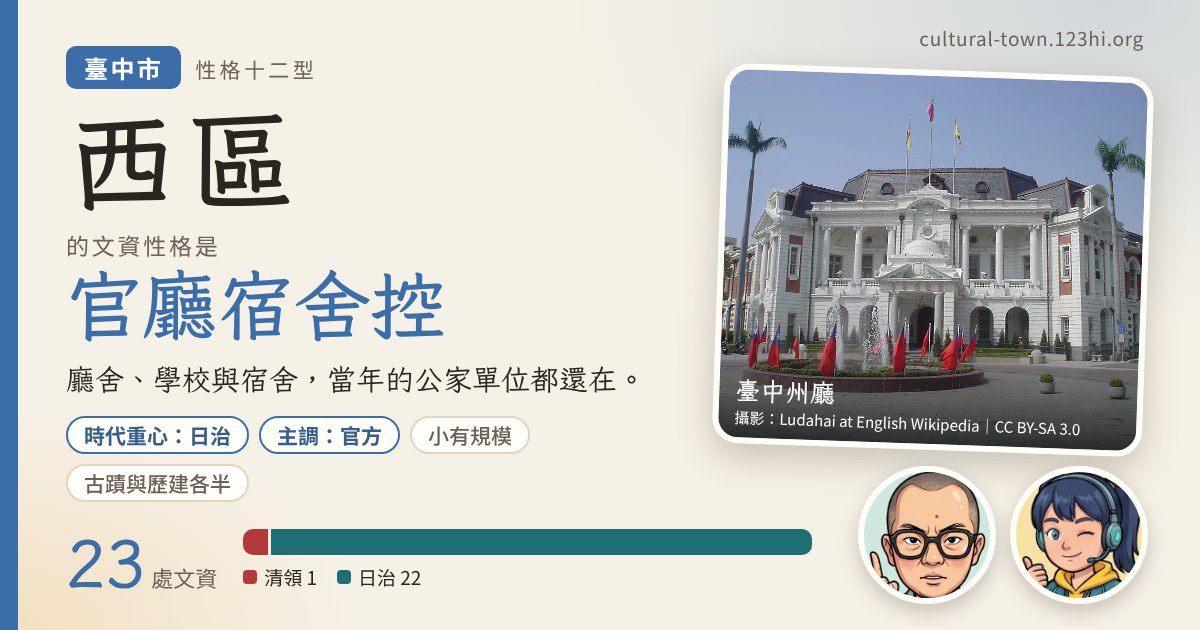 cultural-town.123hi.org
臺中市 性格十二型
西區
的文資性格是
官廳宿舍控
廳舍、學校與宿舍，當年的公家單位都還在。
時代重心：日治 主調：官方 小有規模
古蹟與歷建各半
23 處文資
清領 1 日治 22
臺中州廳
攝影：Ludahai at English Wikipedia｜CC BY-SA 3.0